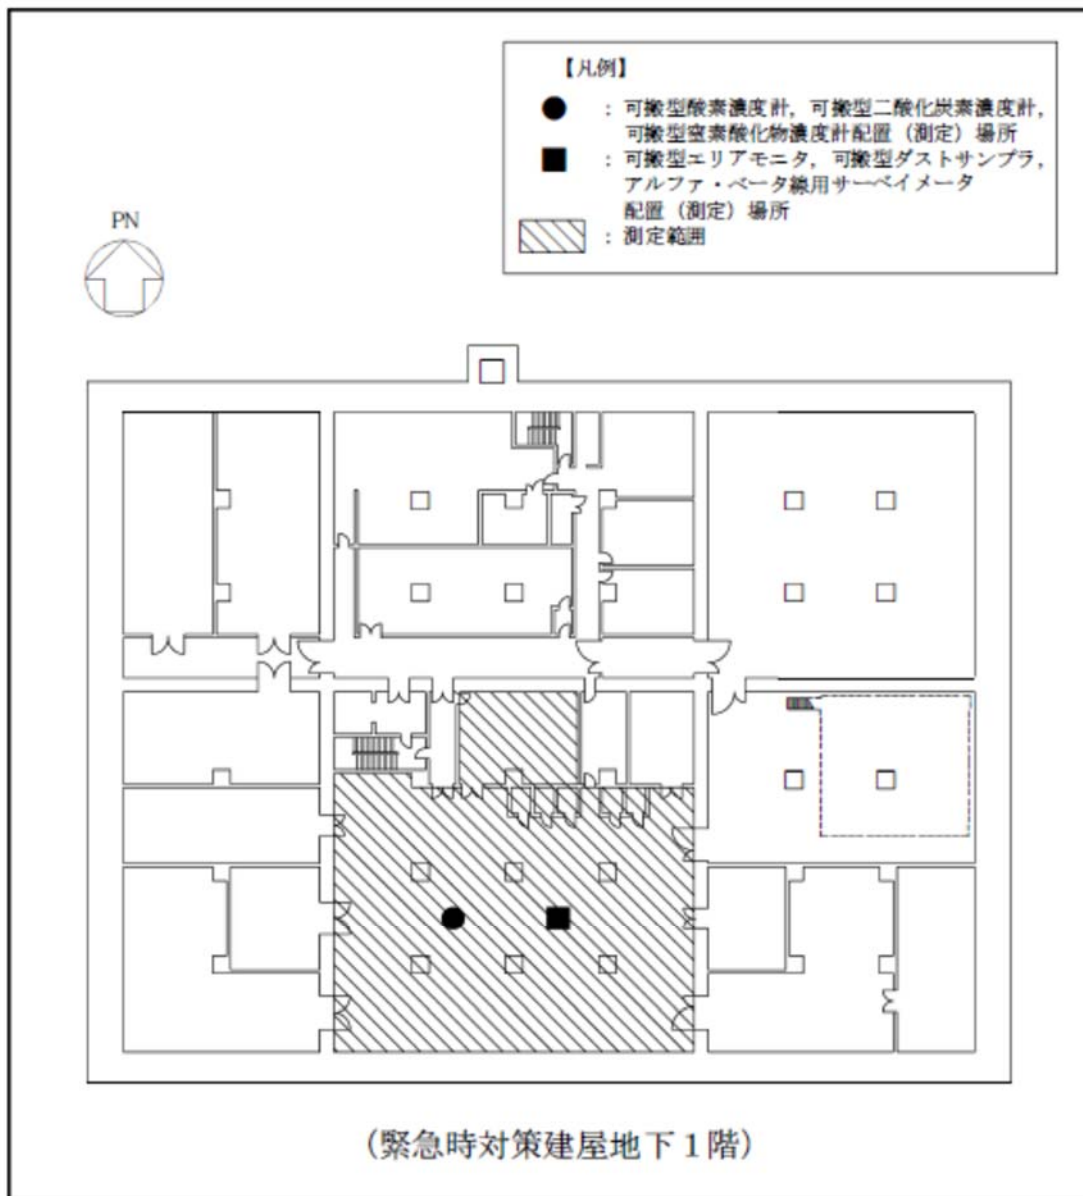 【凡例】
● : 可搬型酸素濃度計，可搬型二酸化炭素濃度計，
可搬型窒素酸化物濃度計配置（測定）場所
■ : 可搬型エリアモニタ，可搬型ダストサンプラ，
アルファ・ベータ線用サーベイメータ
配置（測定）場所
: 測定範囲
PN
（緊急時対策建屋地下１階）